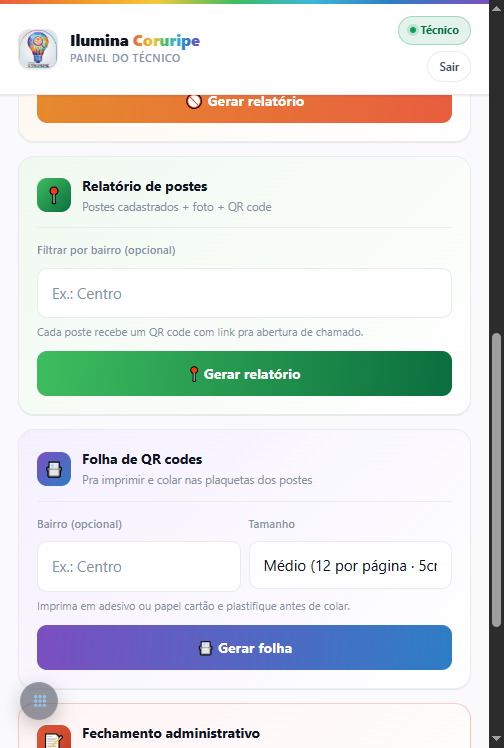 Ilumina Coruripe
PAINEL DO TÉCNICO
Técnico
Sair
Gerar relatório
Relatório de postes
Postes cadastrados + foto + QR code
Filtrar por bairro (opcional)
Ex.: Centro
Cada poste recebe um QR code com link pra abertura de chamado.
Gerar relatório
Folha de QR codes
Pra imprimir e colar nas plaquetas dos postes
Bairro (opcional)
Tamanho
Ex.: Centro
Médio (12 por página · 5cr
Imprima em adesivo ou papel cartão e plastifique antes de colar.
Gerar folha
Fechamento administrativo